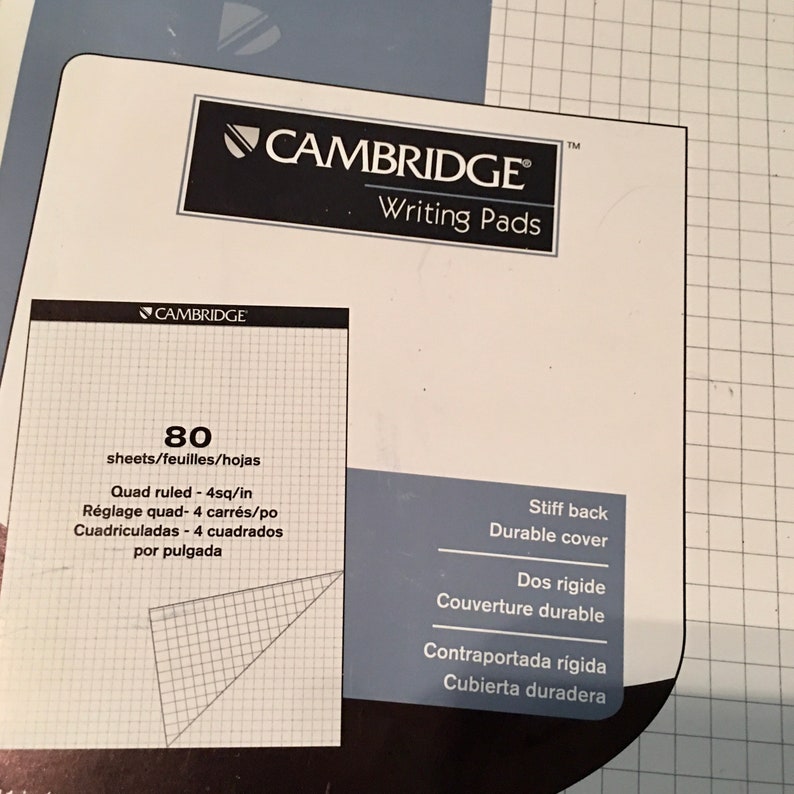 CAMBRIDGE® ™
Writing Pads
CAMBRIDGE®
80
sheets/feuilles/hojas
Quad ruled - 4sq/in
Réglage quad- 4 carrés/po
Cuadriculadas - 4 cuadrados
por pulgada
Stiff back
Durable cover
Dos rigide
Couverture durable
Contraportada rígida
Cubierta duradera